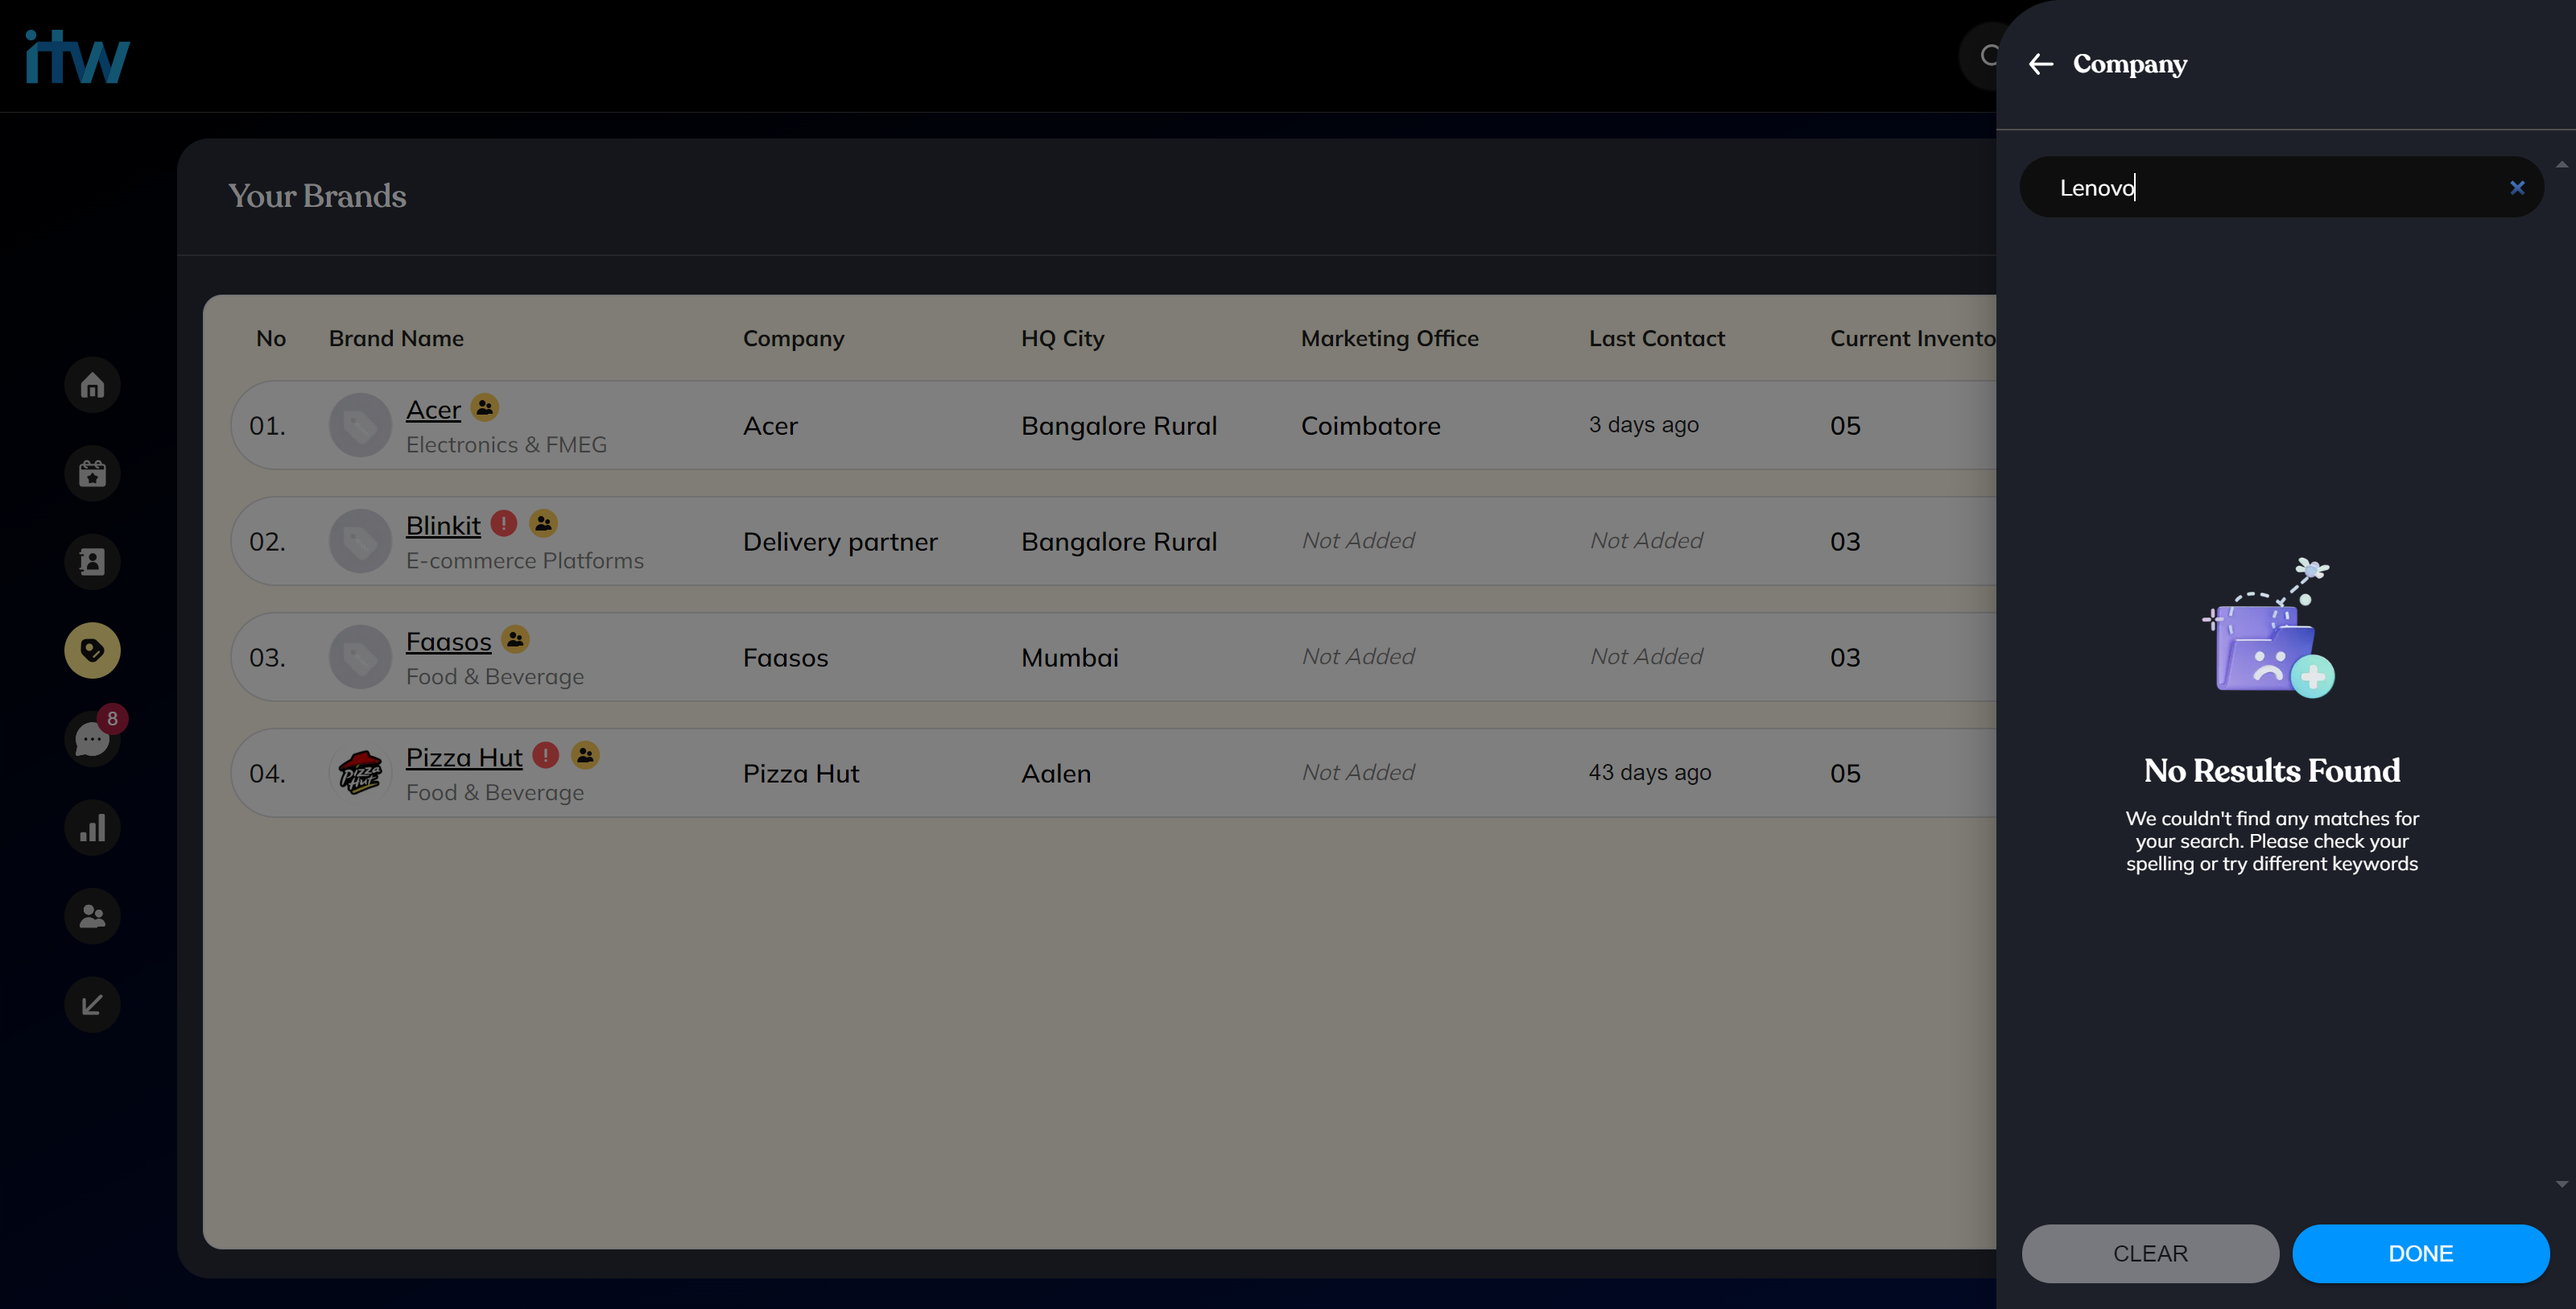 itw
Company
Lenovo
Your Brands
No Brand Name Company HQ City Marketing Office Last Contact Current Invento
01. Acer Acer Bangalore Rural Coimbatore 3 days ago 05
Electronics & FMEG
02. Blinkit Delivery partner Bangalore Rural Not Added Not Added 03
E-commerce Platforms
03. Faasos Faasos Mumbai Not Added Not Added 03
Food & Beverage
8
04. Pizza Hut Pizza Hut Pizza Hut Aalen Not Added 43 days ago 05
Food & Beverage
No Results Found
We couldn't find any matches for
your search. Please check your
spelling or try different keywords
CLEAR DONE